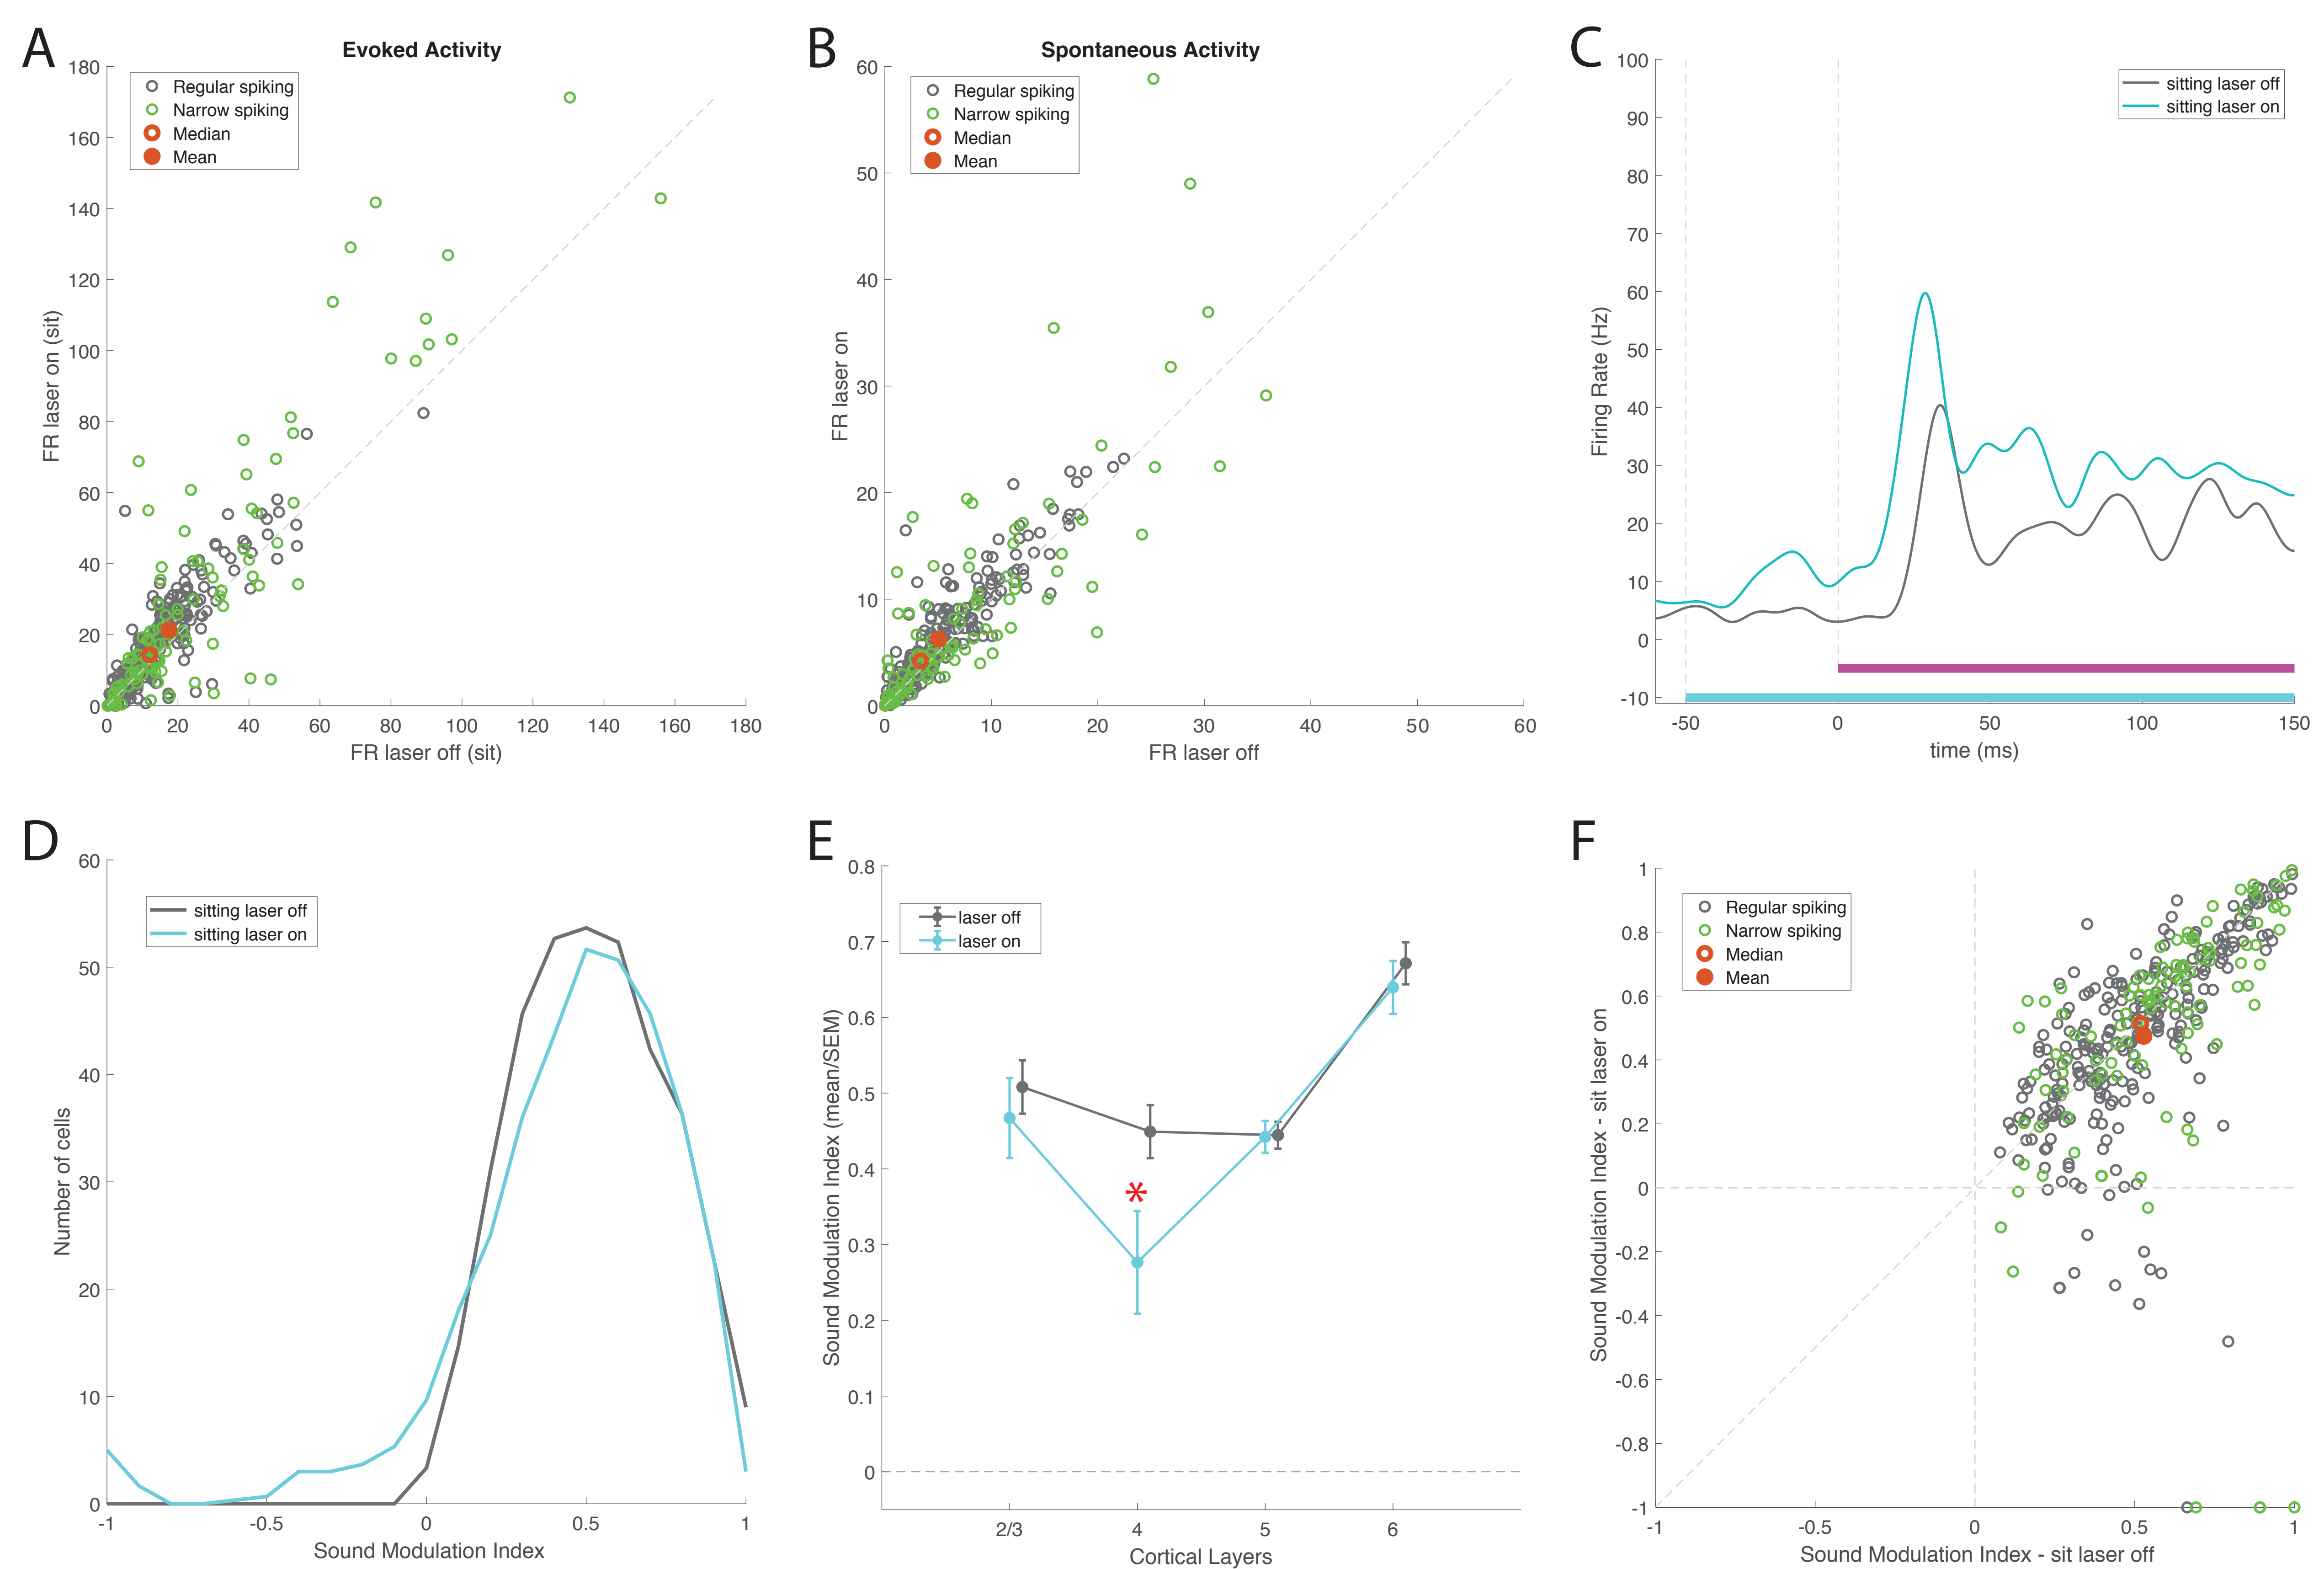 A
Evoked Activity
180
160
140
120
100
80
60
40
20
0
FR laser on (sit)
Regular spiking
Narrow spiking
Median
Mean
0 20 40 60 80 100 120 140 160 180
FR laser off (sit)
B
Spontaneous Activity
60
50
40
30
20
10
0
FR laser on
Regular spiking
Narrow spiking
Median
Mean
0 10 20 30 40 50 60
FR laser off
C
100
90
80
70
60
50
40
30
20
10
0
-10
Firing Rate (Hz)
sitting laser off
sitting laser on
-50 0 50 100 150
time (ms)
D
60
50
40
30
20
10
0
Number of cells
sitting laser off
sitting laser on
-1 -0.5 0 0.5 1
Sound Modulation Index
E
0.8
0.7
0.6
0.5
0.4
0.3
0.2
0.1
0
Sound Modulation Index (mean/SEM)
laser off
laser on
*
2/3 4 5 6
Cortical Layers
F
1
0.8
0.6
0.4
0.2
0
-0.2
-0.4
-0.6
-0.8
-1
Sound Modulation Index - sit laser on
Regular spiking
Narrow spiking
Median
Mean
-1 -0.5 0 0.5 1
Sound Modulation Index - sit laser off